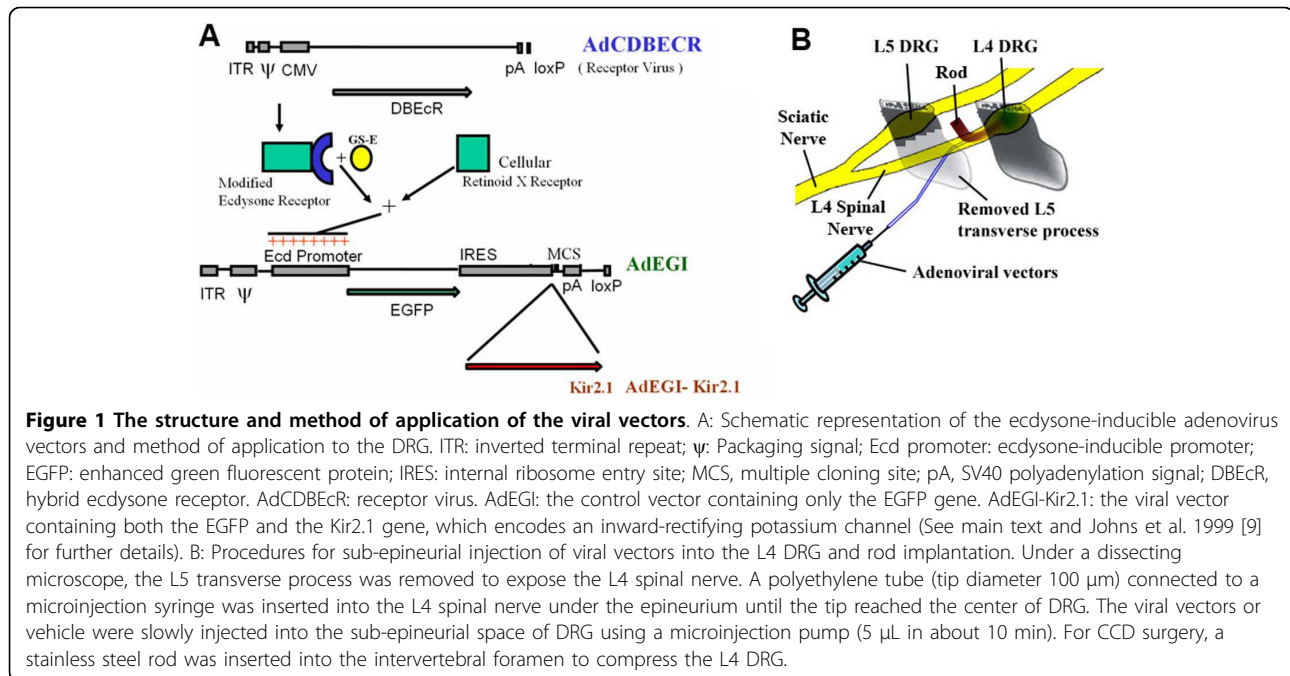 A
AdCDBECR
ITR ψ CMV
pA loxP ( Receptor Virus )
DBEcR
GS-E
+
Modified
Ecdysone Receptor
Cellular
Retinoid X Receptor
+
++++++++
Ecd Promoter
IRES
MCS
AdEGI
ITR ψ
EGFP
pA loxP
Kir2.1 AdEGI- Kir2.1
B
L5 DRG
L4 DRG
Rod
Sciatic
Nerve
L4 Spinal
Nerve
Removed L5
transverse process
Adenoviral vectors
Figure 1 The structure and method of application of the viral vectors. A: Schematic representation of the ecdysone-inducible adenovirus
vectors and method of application to the DRG. ITR: inverted terminal repeat; ψ: Packaging signal; Ecd promoter: ecdysone-inducible promoter;
EGFP: enhanced green fluorescent protein; IRES: internal ribosome entry site; MCS, multiple cloning site; pA, SV40 polyadenylation signal; DBEcR,
hybrid ecdysone receptor. AdCDBEcR: receptor virus. AdEGI: the control vector containing only the EGFP gene. AdEGI-Kir2.1: the viral vector
containing both the EGFP and the Kir2.1 gene, which encodes an inward-rectifying potassium channel (See main text and Johns et al. 1999 [9]
for further details). B: Procedures for sub-epineurial injection of viral vectors into the L4 DRG and rod implantation. Under a dissecting
microscope, the L5 transverse process was removed to expose the L4 spinal nerve. A polyethylene tube (tip diameter 100 μm) connected to a
microinjection syringe was inserted into the L4 spinal nerve under the epineurium until the tip reached the center of DRG. The viral vectors or
vehicle were slowly injected into the sub-epineurial space of DRG using a microinjection pump (5 μL in about 10 min). For CCD surgery, a
stainless steel rod was inserted into the intervertebral foramen to compress the L4 DRG.